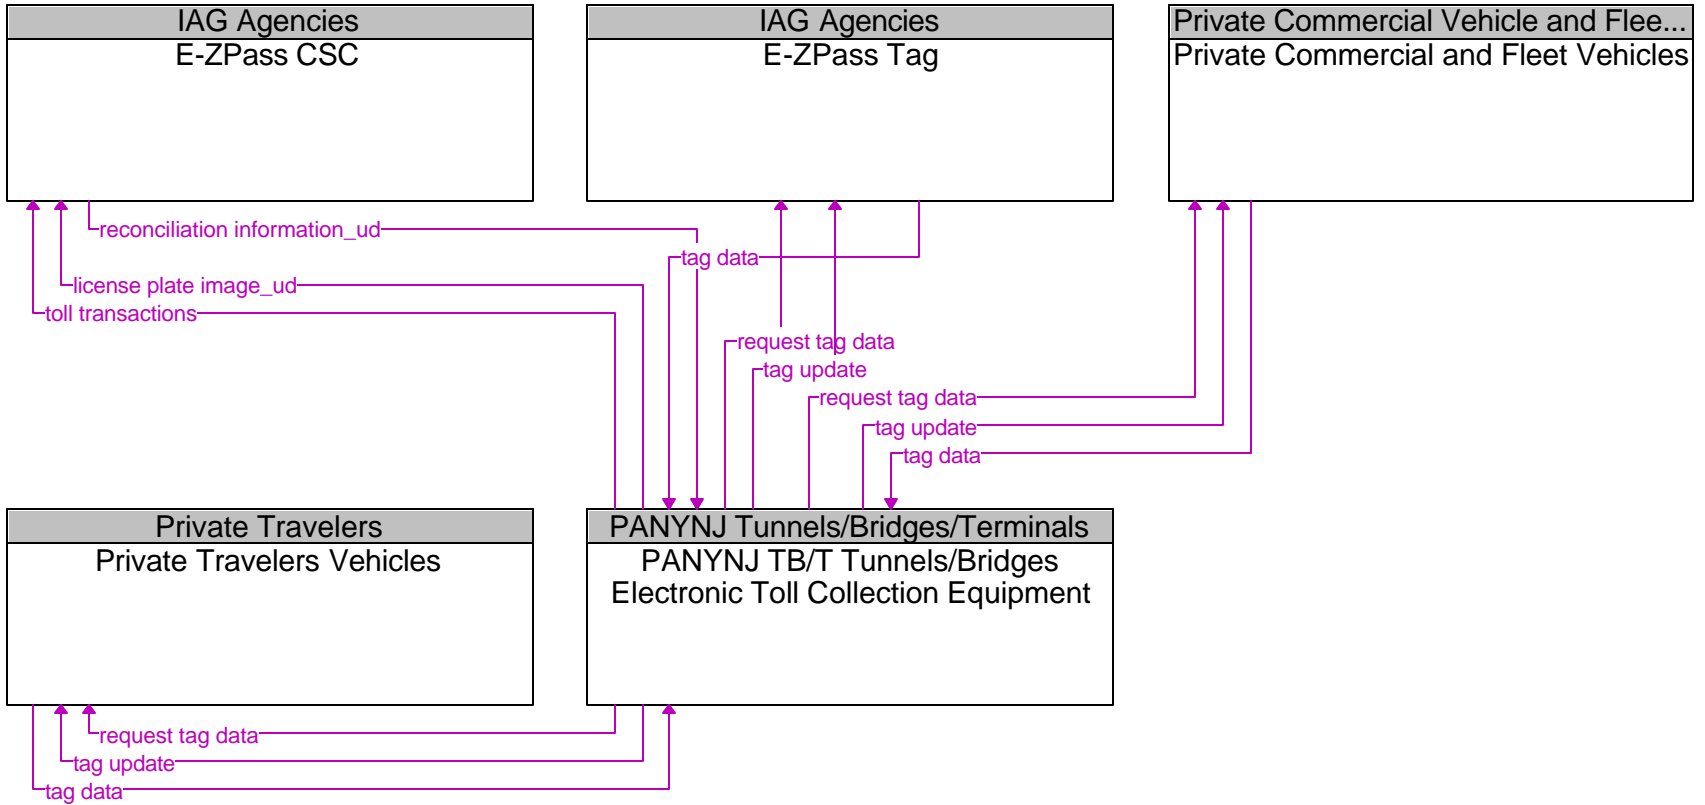 IAG Agencies
E-ZPass CSC
IAG Agencies
E-ZPass Tag
Private Commercial Vehicle and Flee...
Private Commercial and Fleet Vehicles
reconciliation information_ud
tag data
license plate image_ud
toll transactions
request tag data
tag update
request tag data
tag update
tag data
Private Travelers
Private Travelers Vehicles
PANYNJ Tunnels/Bridges/Terminals
PANYNJ TB/T Tunnels/Bridges
Electronic Toll Collection Equipment
request tag data
tag update
tag data